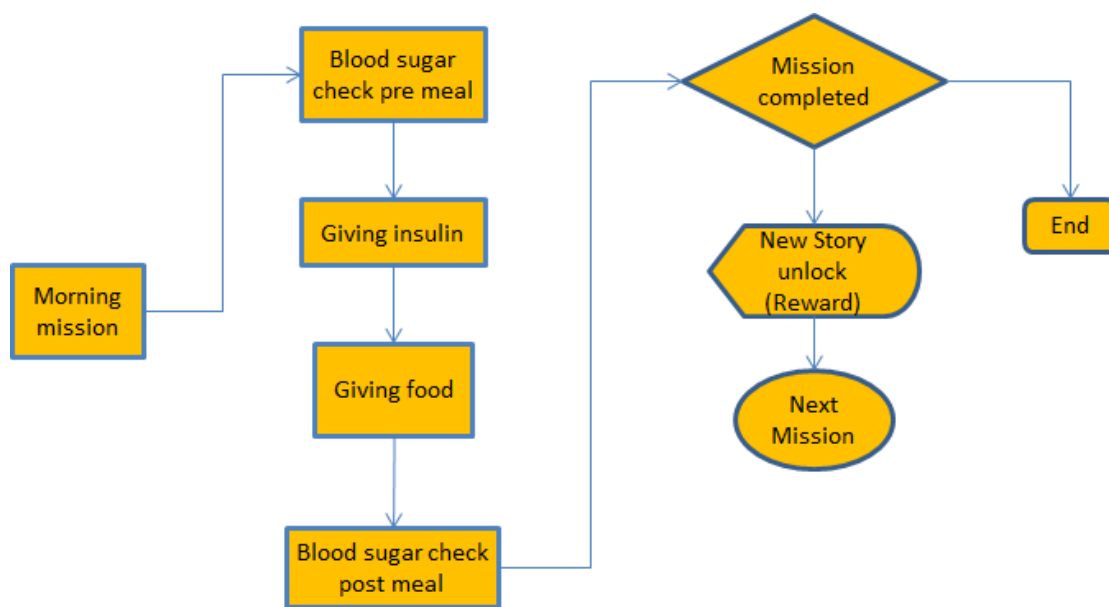 Morning
mission
Blood sugar
check pre meal
Giving insulin
Giving food
Blood sugar check
post meal
Mission
completed
New Story
unlock
(Reward)
Next
Mission
End